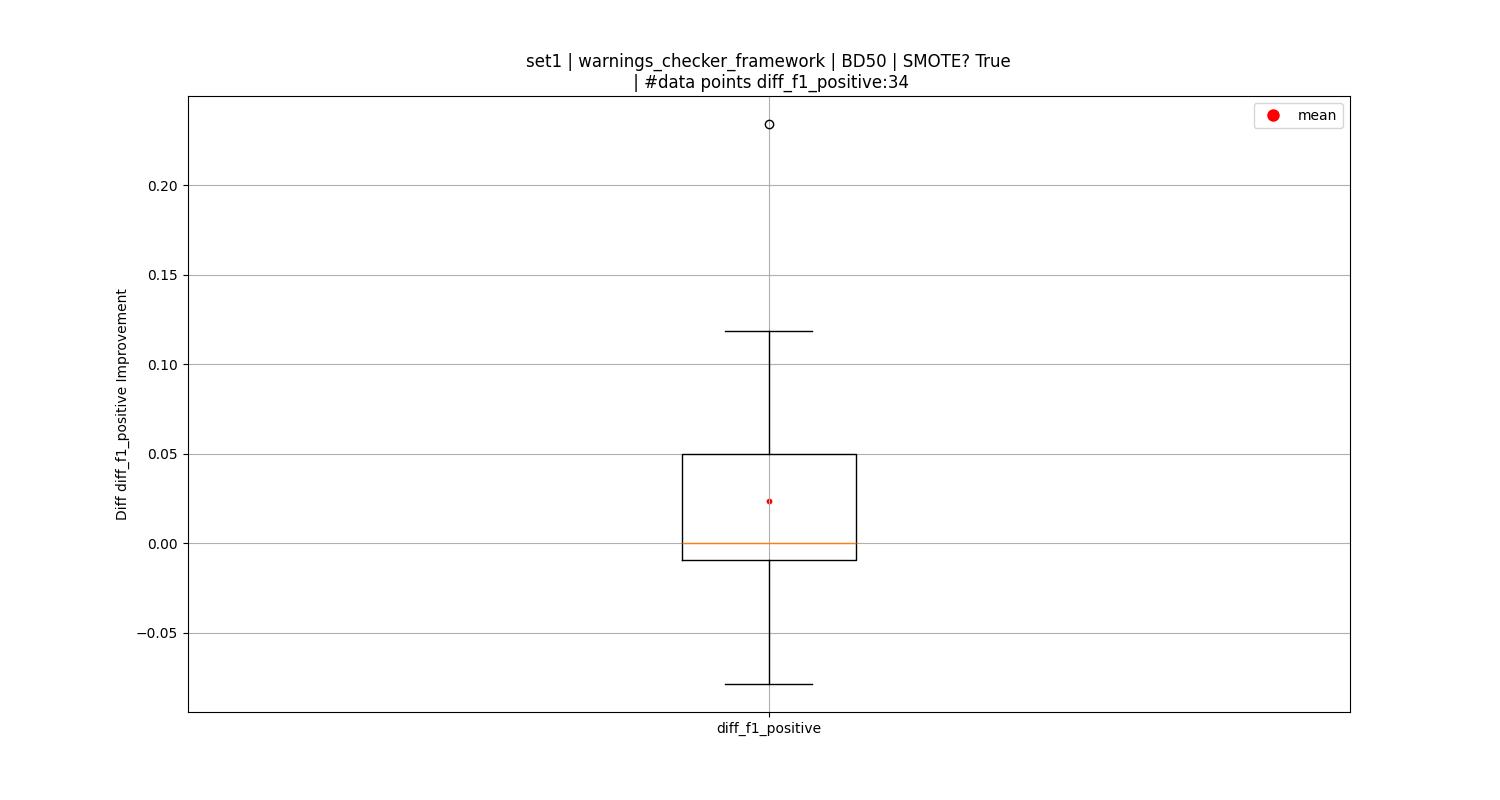 set1 | warnings_checker_framework | BD50 | SMOTE? True
| #data points diff_f1_positive:34
mean
0.20
0.15
0.10
0.05
0.00
−0.05
Diff diff_f1_positive Improvement
diff_f1_positive